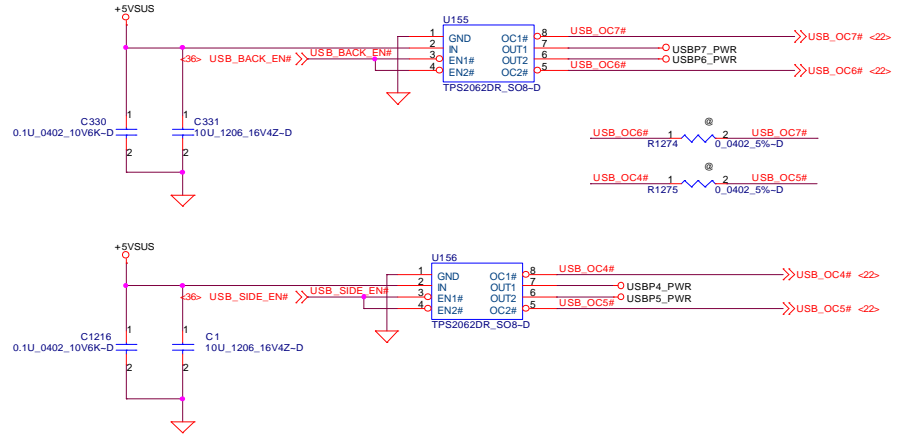 +5VSUS
U155
1 GND OC1# 8 USB_OC7# USB_OC7# <22>
2 IN OUT1 7 USBP7_PWR
<36> USB_BACK_EN# USB_BACK_EN# 3 EN1# OUT2 6 USBP6_PWR
4 EN2# OC2# 5 USB_OC6# USB_OC6# <22>
TPS2062DR_SO8~D
1 1
C330 C331
0.1U_0402_10V6K~D 10U_1206_16V4Z~D
2 2
@
USB_OC6# 1 2 USB_OC7#
R1274 0_0402_5%~D
@
USB_OC4# 1 2 USB_OC5#
R1275 0_0402_5%~D
+5VSUS
U156
1 GND OC1# 8 USB_OC4# USB_OC4# <22>
2 IN OUT1 7 USBP4_PWR
<36> USB_SIDE_EN# USB_SIDE_EN# 3 EN1# OUT2 6 USBP5_PWR
4 EN2# OC2# 5 USB_OC5# USB_OC5# <22>
TPS2062DR_SO8~D
1 1
C1216 C1
0.1U_0402_10V6K~D 10U_1206_16V4Z~D
2 2